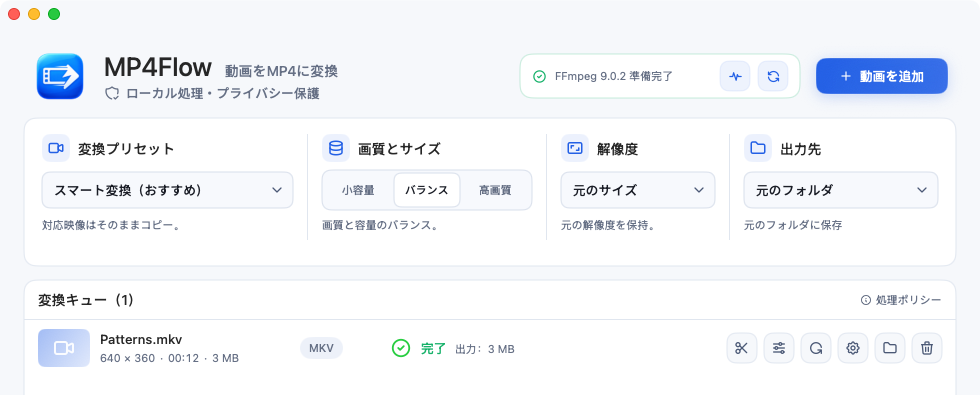 MP4Flow 動画をMP4に変換
ローカル処理・プライバシー保護
FFmpeg 9.0.2 準備完了
動画を追加
変換プリセット
スマート変換（おすすめ）
対応映像はそのままコピー。
画質とサイズ
小容量 バランス 高画質
画質と容量のバランス。
解像度
元のサイズ
元の解像度を保持。
出力先
元のフォルダ
元のフォルダに保存
変換キュー（1）
処理ポリシー
Patterns.mkv
640 × 360 · 00:12 · 3 MB
MKV
完了 出力: 3 MB